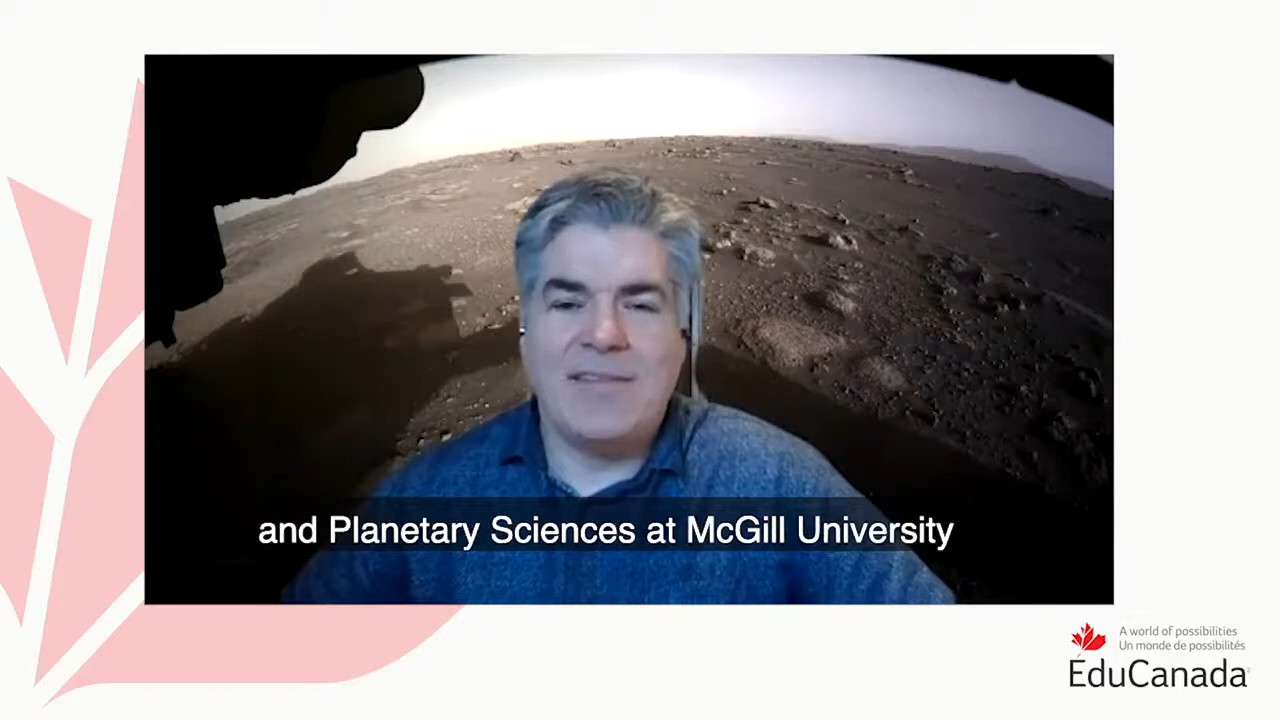 and Planetary Sciences at McGill University
A world of possibilities
Un monde de possibilités
ÉduCanada